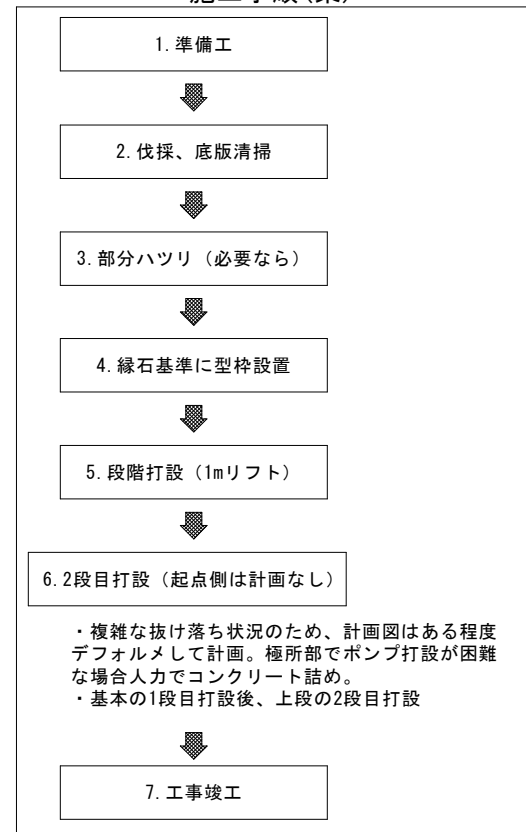 1.準備工
2.伐採、底版清掃
3.部分ハツリ（必要なら）
4.縁石基準に型枠設置
5.段階打設（1mリフト）
6.2段目打設（起点側は計画なし）
・複雑な抜け落ち状況のため、計画図はある程度
デフォルメして計画。極所部でポンプ打設が困難
な場合人力でコンクリート詰め。
・基本の1段目打設後、上段の2段目打設
7.工事竣工